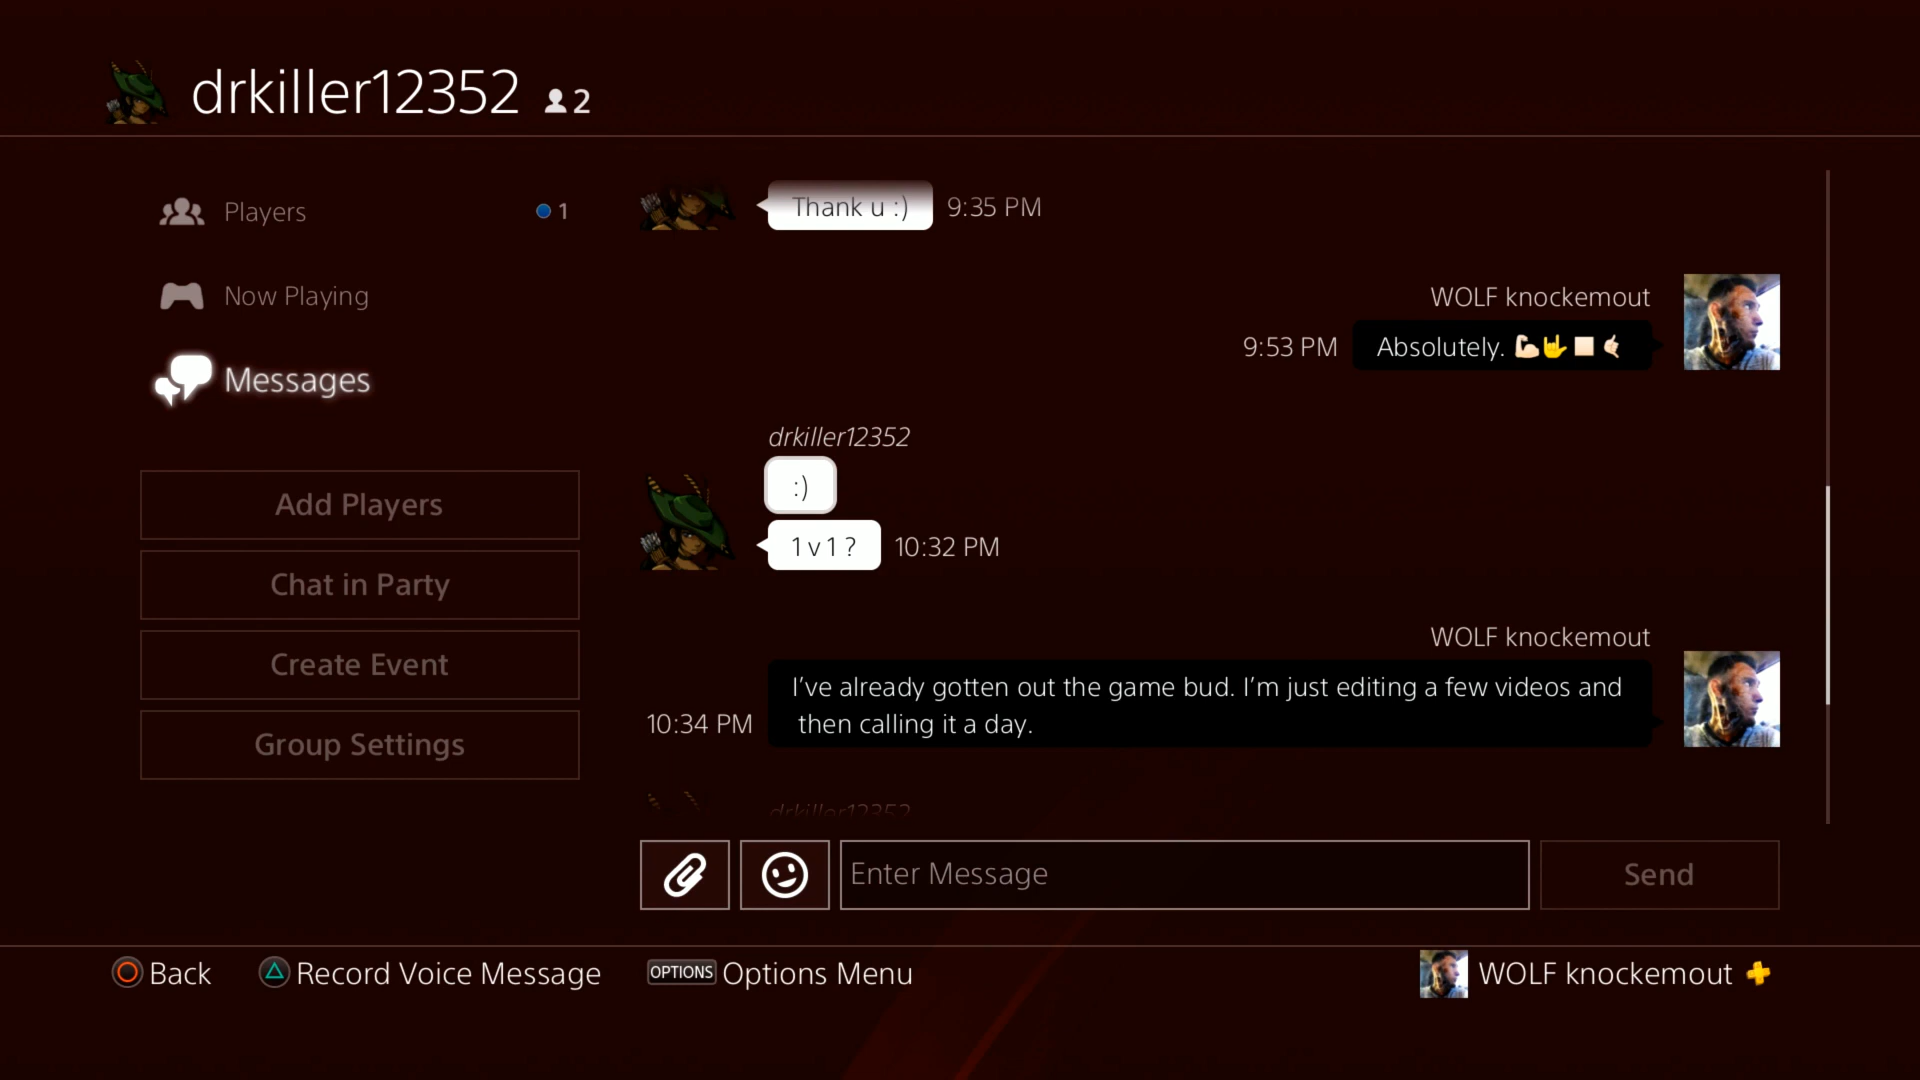 drkiller12352 2
Players 1
Now Playing
Messages
Add Players
Chat in Party
Create Event
Group Settings
Thank u :) 9:35 PM
WOLF knockemout
9:53 PM Absolutely. 💪🏻🤟🏻🤙🏻
drkiller12352
:)
1 v 1 ? 10:32 PM
WOLF knockemout
I've already gotten out the game bud. I'm just editing a few videos and
10:34 PM then calling it a day.
drkiller12352
Enter Message
Send
Back
Record Voice Message
OPTIONS Options Menu
WOLF knockemout